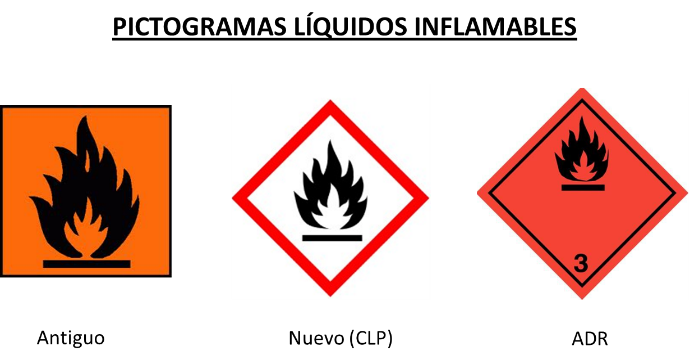 PICTOGRAMAS LÍQUIDOS INFLAMABLES
3
Antiguo
Nuevo (CLP)
ADR